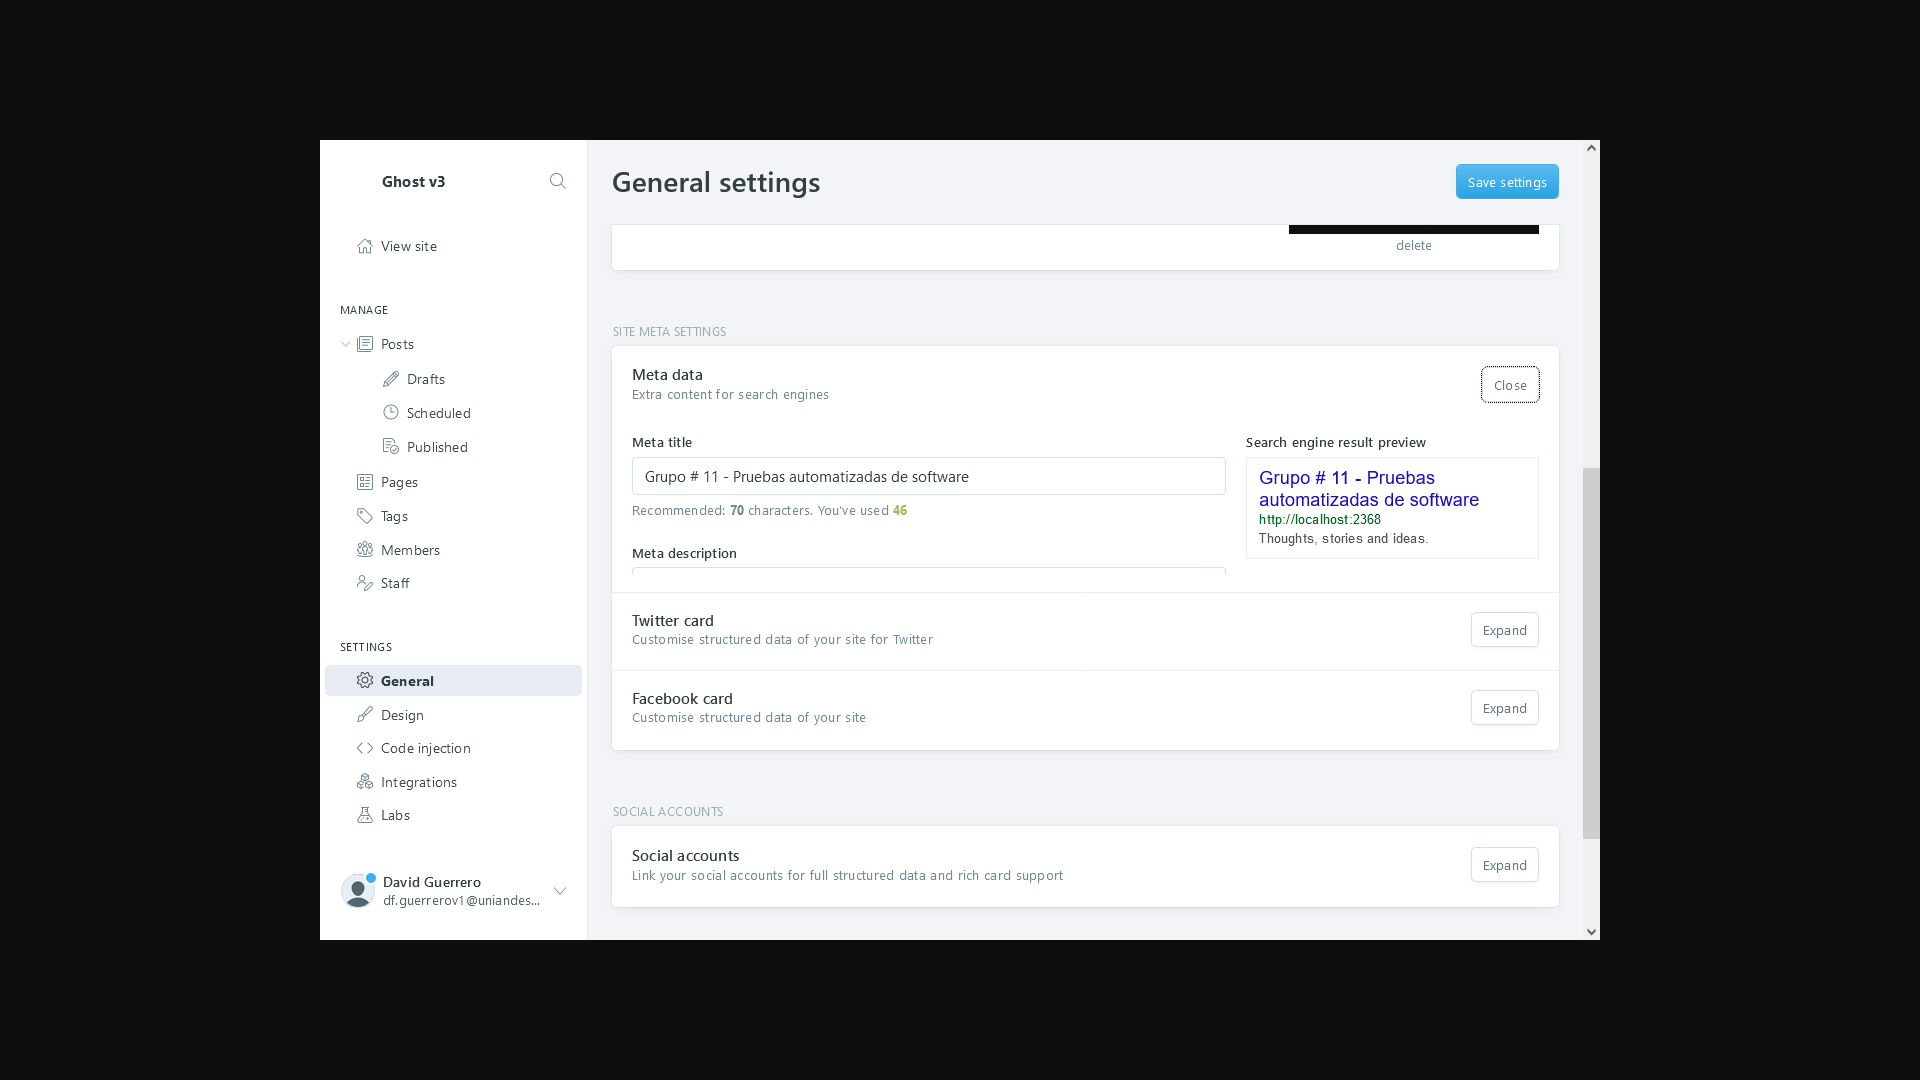 Ghost v3
View site
MANAGE
Posts
Drafts
Scheduled
Published
Pages
Tags
Members
Staff
SETTINGS
General
Design
Code injection
Integrations
Labs
David Guerrero
df.guerrerov1@uniandes...
General settings
Save settings
delete
SITE META SETTINGS
Meta data
Extra content for search engines
Close
Meta title
Grupo # 11 - Pruebas automatizadas de software
Recommended: 70 characters. You've used 46
Meta description
Search engine result preview
Grupo # 11 - Pruebas
automatizadas de software
http://localhost:2368
Thoughts, stories and ideas.
Twitter card
Customise structured data of your site for Twitter
Expand
Facebook card
Customise structured data of your site
Expand
SOCIAL ACCOUNTS
Social accounts
Link your social accounts for full structured data and rich card support
Expand